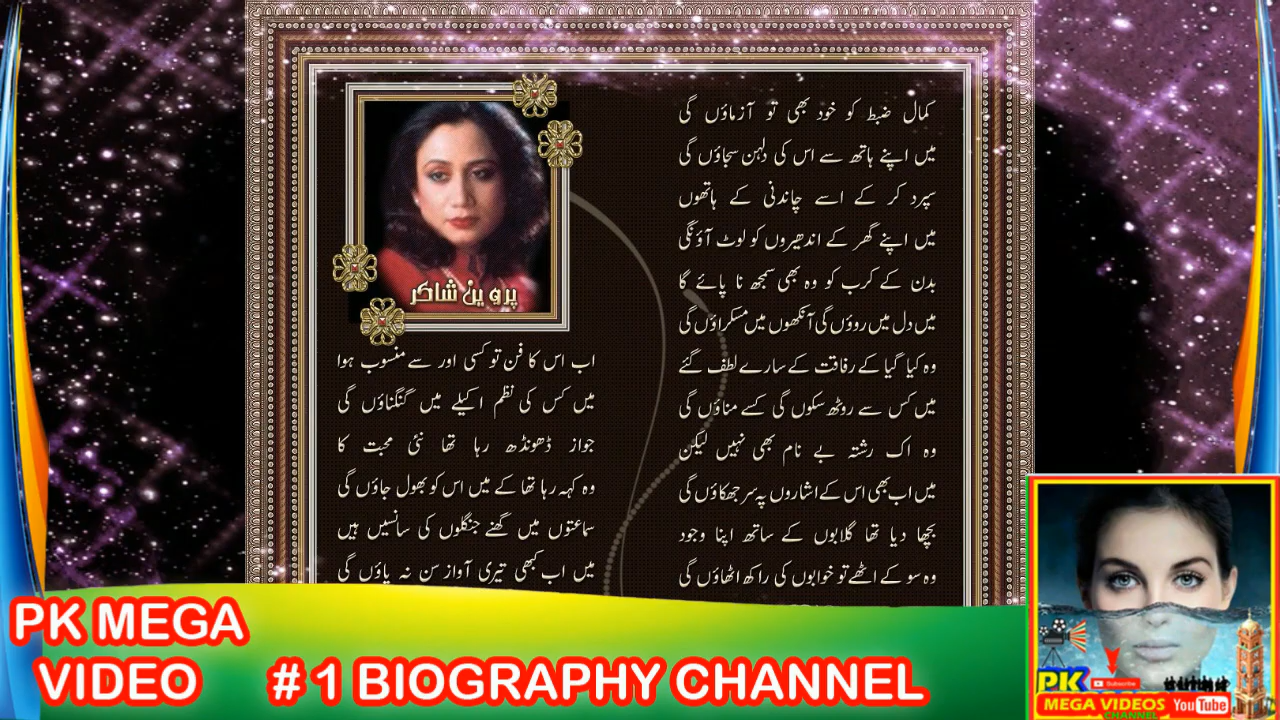 کمال ضبط کو خود بھی تو آزماؤں گی
میں اپنے ہاتھ سے اس کی دلہن سجاؤں گی
سپرد کر کے اسے چاندنی کے ہاتھوں
میں اپنے گھر کے اندھیروں کو لوٹ آؤنگی
بدن کے کرب کو وہ بھی سمجھ نا پائے گا
میں دل میں روؤں گی آنکھوں میں مسکراؤں گی
وہ کیا گیا کے رفاقت کے سارے لطف گئے
میں کس سے روٹھ سکوں گی کسے مناؤں گی
وہ اک رشتہ بے نام بھی نہیں لیکن
میں اب بھی اس کے اشاروں پہ سر جھکاؤں گی
بچھا دیا تھا گلابوں کے ساتھ اپنا وجود
وہ سو کے اٹھے تو خوابوں کی راکھ اٹھاؤں گی
پروین شاکر
اب اس کا فن تو کسی اور سے منسوب ہوا
میں کس کی نظم اکیلے میں گنگناؤں گی
جواز ڈھونڈھ رہا تھا نئی محبت کا
وہ کہہ رہا تھا کے میں اس کو بھول جاؤں گی
سماعتوں میں گھنے جنگلوں کی سانسیں ہیں
میں اب کبھی تیری آواز سن نہ پاؤں گی
PK MEGA
VIDEO
# 1 BIOGRAPHY CHANNEL
PK
Subscribe
MEGA VIDEOS
YouTube
CHANNEL